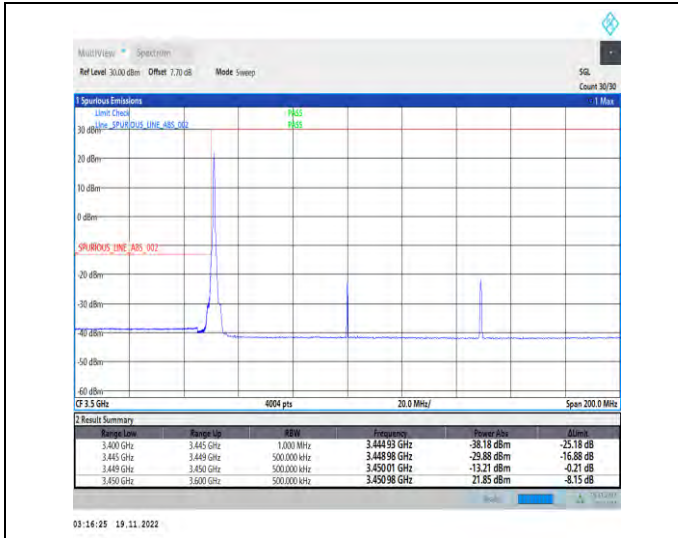 MultiView Spectrum
Ref Level 30.00 dBm Offset 7.70 dB Mode Sweep SGL
Count 30/30
1 Spurious Emissions 1 Max
Limit Check PASS
Line _SPURIOUS_LINE_ABS_002 PASS
30 dBm
20 dBm
10 dBm
0 dBm
_SPURIOUS_LINE_ABS_002
-20 dBm
-30 dBm
-40 dBm
-50 dBm
-60 dBm
CF 3.5 GHz 4004 pts 20.0 MHz/ Span 200.0 MHz
2 Result Summary
Range Low Range Up RBW Frequency Power Abs ΔLimit
3.400 GHz 3.445 GHz 1.000 MHz 3.444 93 GHz -38.18 dBm -25.18 dB
3.445 GHz 3.449 GHz 500.000 kHz 3.448 98 GHz -29.88 dBm -16.88 dB
3.449 GHz 3.450 GHz 500.000 kHz 3.450 01 GHz -13.21 dBm -0.21 dB
3.450 GHz 3.600 GHz 500.000 kHz 3.450 98 GHz 21.85 dBm -8.15 dB
03:16:25 19.11.2022